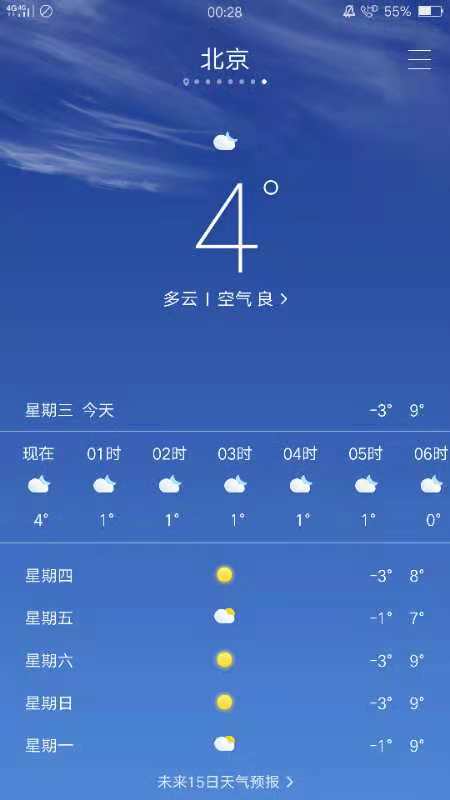 4G 4G 00:28 HD 55%
北京
4°
多云 | 空气 良 >
星期三 今天 -3° 9°
现在 01时 02时 03时 04时 05时 06时
4° 1° 1° 1° 1° 1° 0°
星期四 -3° 8°
星期五 -1° 7°
星期六 -3° 9°
星期日 -3° 9°
星期一 -1° 9°
未来15日天气预报 >